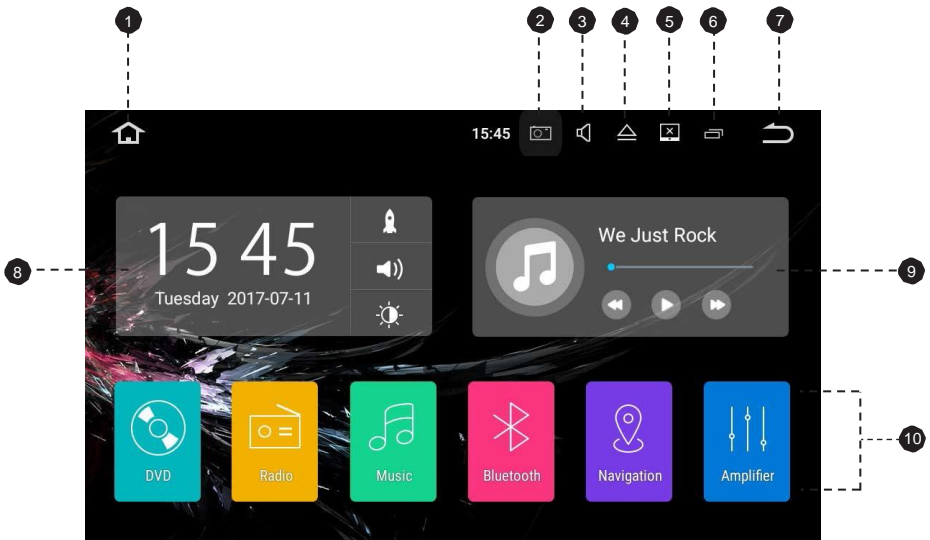 1 2 3 4 5 6 7
15:45
15 45
Tuesday 2017-07-11
We Just Rock
8
9
DVD Radio Music Bluetooth Navigation Amplifier
10